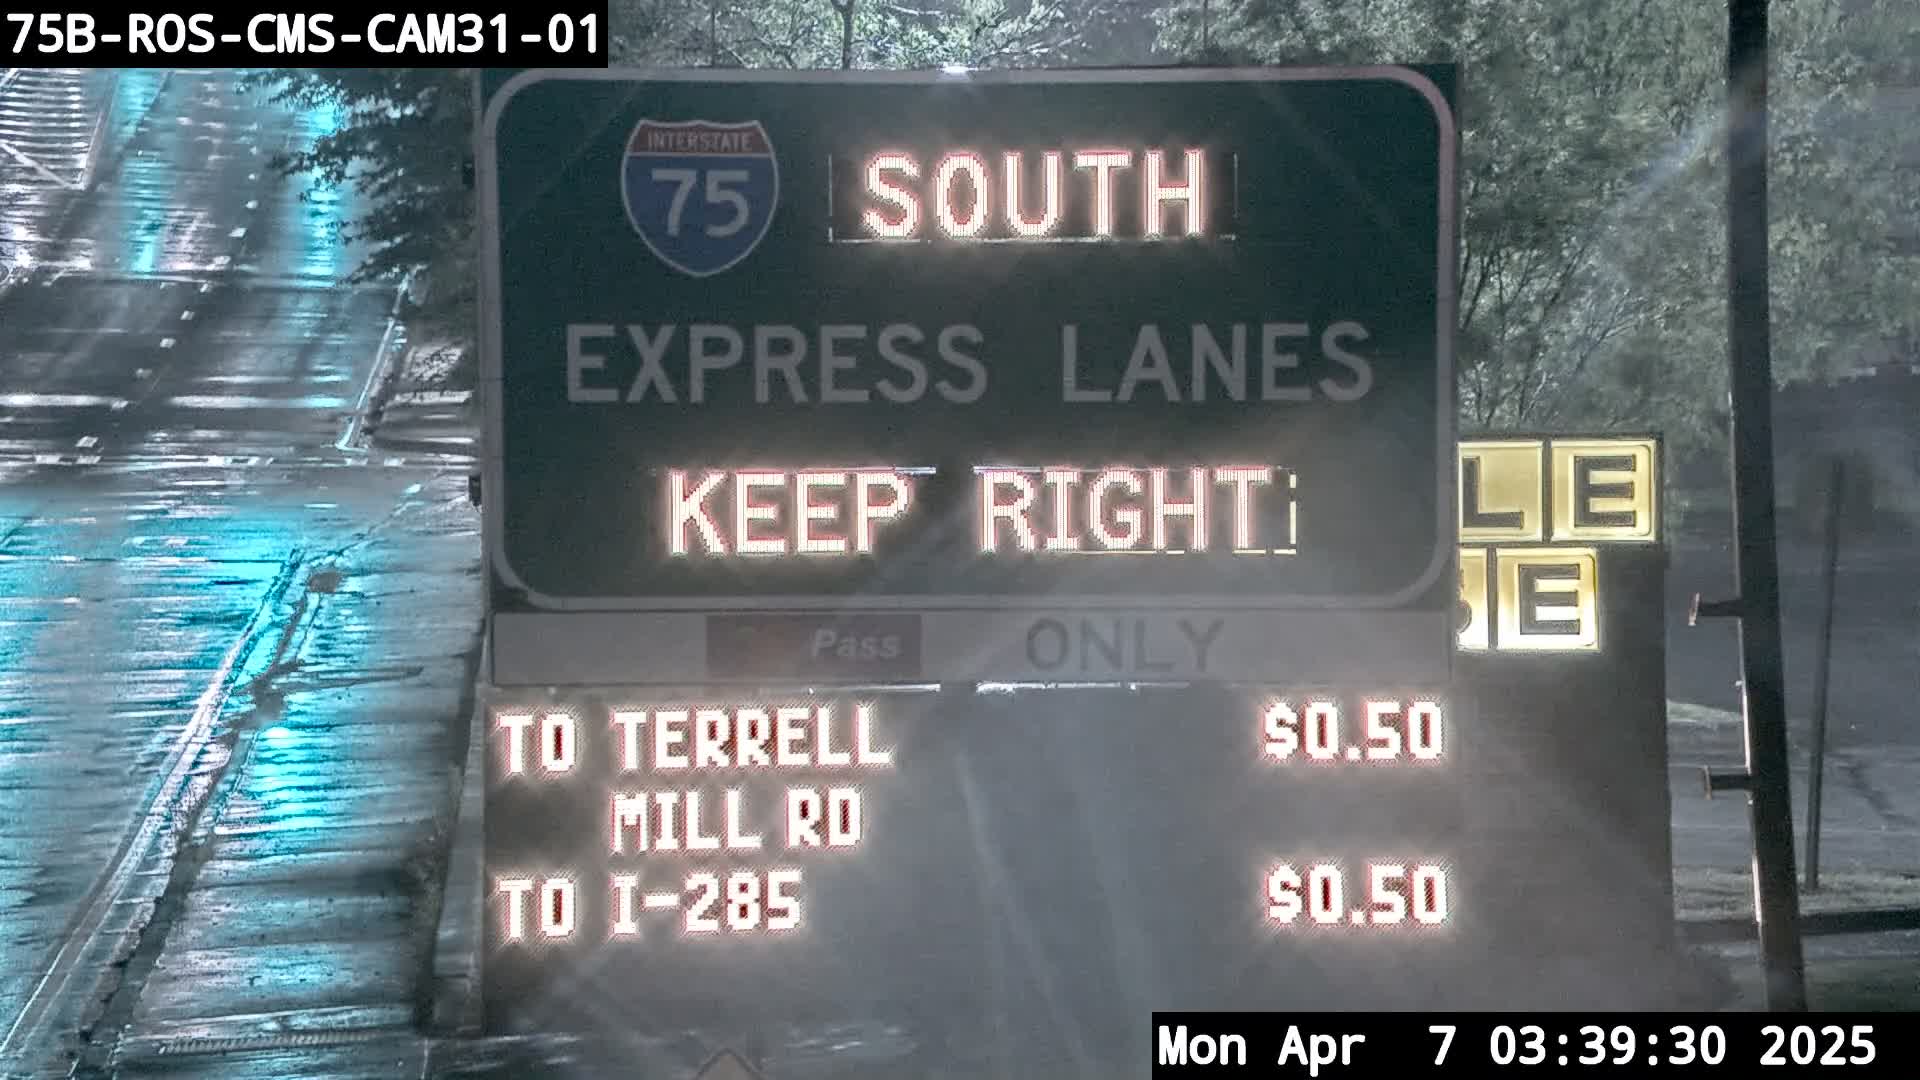 75B-ROS-CMS-CAM31-01
INTERSTATE
75
SOUTH
EXPRESS LANES
KEEP RIGHT
Pass ONLY
TO TERRELL $0.50
MILL RD
TO I-285 $0.50
LE
E
Mon Apr 7 03:39:30 2025